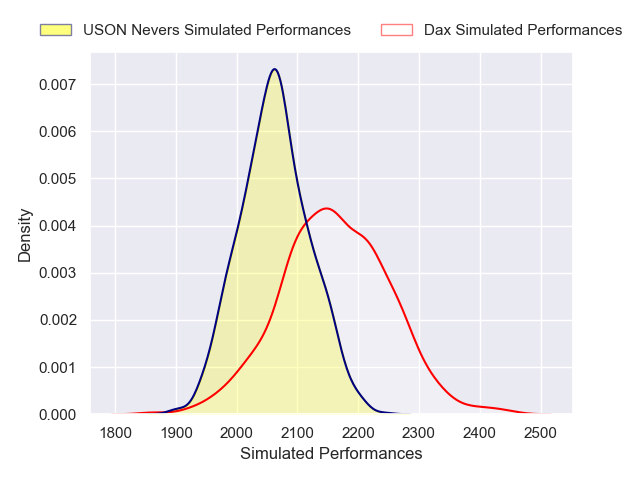 USON Nevers Simulated Performances
Dax Simulated Performances
0.007
0.006
0.005
0.004
0.003
0.002
0.001
0.000
Density
1800 1900 2000 2100 2200 2300 2400 2500
Simulated Performances